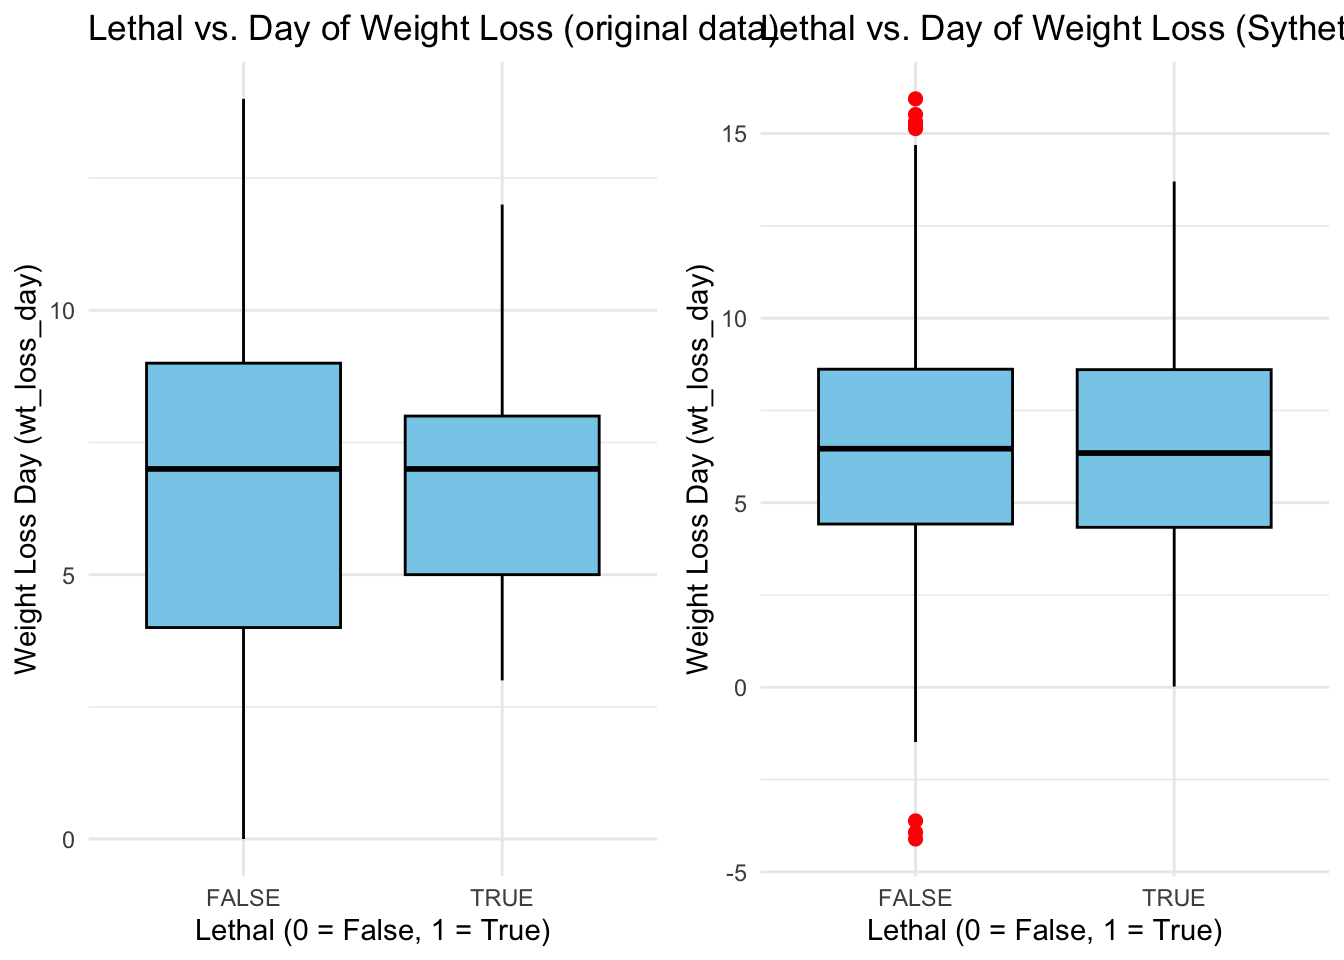 Lethal vs. Day of Weight Loss (original data)
Weight Loss Day (wt_loss_day)
10
5
0
FALSE
TRUE
Lethal (0 = False, 1 = True)
Lethal vs. Day of Weight Loss (Sythet
Weight Loss Day (wt_loss_day)
15
10
5
0
-5
FALSE
TRUE
Lethal (0 = False, 1 = True)